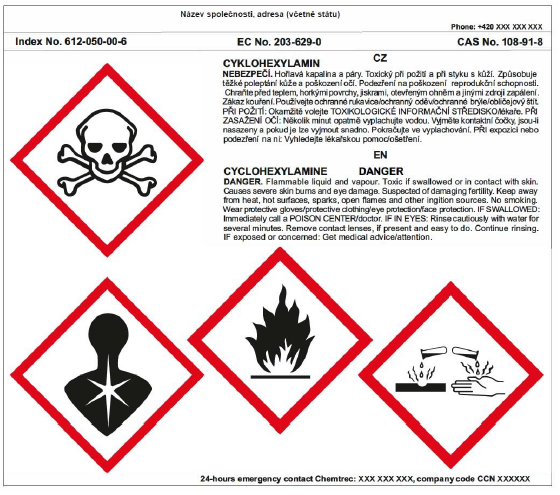 Název společnosti, adresa (včetně státu)
Phone: +420 XXX XXX XXX
Index No. 612-050-00-6 EC No. 203-629-0 CAS No. 108-91-8
CYKLOHEXYLAMIN CZ
NEBEZPEČÍ. Hořlavá kapalina a páry. Toxický při požití a při styku s kůží. Způsobuje
těžké poleptání kůže a poškození očí. Podezření na poškození reprodukční schopnosti.
Chraňte před teplem, horkými povrchy, jiskrami, otevřeným ohněm a jinými zdroji zapálení.
Zákaz kouření. Používejte ochranné rukavice/ochranný oděv/ochranné brýle/obličejový štít.
PŘI POŽITÍ: Okamžitě volejte TOXIKOLOGICKÉ INFORMAČNÍ STŘEDISKO/lékaře. PŘI
ZASAŽENÍ OČÍ: Několik minut opatrně vyplachujte vodou. Vyjměte kontaktní čočky, jsou-li
nasazeny a pokud je lze vyjmout snadno. Pokračujte ve vyplachování. PŘI expozici nebo
podezření na ni: Vyhledejte lékařskou pomoc/ošetření.
EN
CYCLOHEXYLAMINE DANGER
DANGER. Flammable liquid and vapour. Toxic if swallowed or in contact with skin.
Causes severe skin burns and eye damage. Suspected of damaging fertility. Keep away
from heat, hot surfaces, sparks, open flames and other ingition sources. No smoking.
Wear protective gloves/protective clothing/eye protection/face protection. IF SWALLOWED:
Immediately call a POISON CENTER/doctor. IF IN EYES: Rinse cautiously with water for
several minutes. Remove contact lenses, if present and easy to do. Continue rinsing.
IF exposed or concerned: Get medical advice/attention.
24-hours emergency contact Chemtrec: XXX XXX XXX, company code CCN XXXXXX